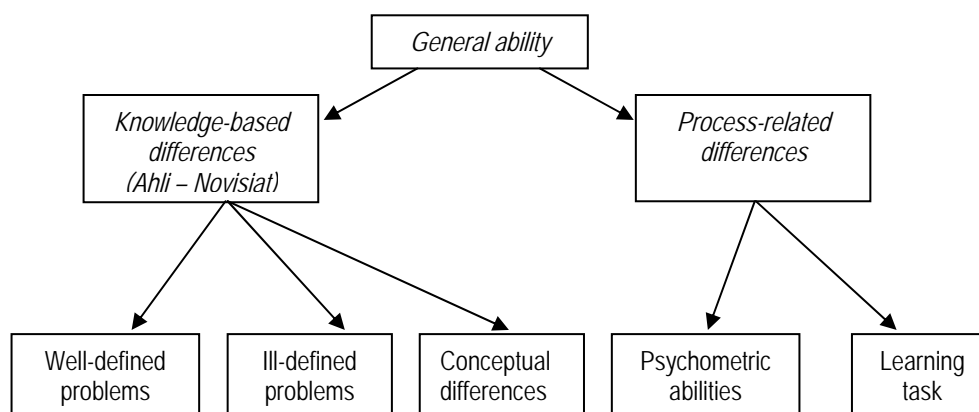 General ability
Knowledge-based
differences
(Ahli – Novisiat)
Process-related
differences
Well-defined
problems
Ill-defined
problems
Conceptual
differences
Psychometric
abilities
Learning
task